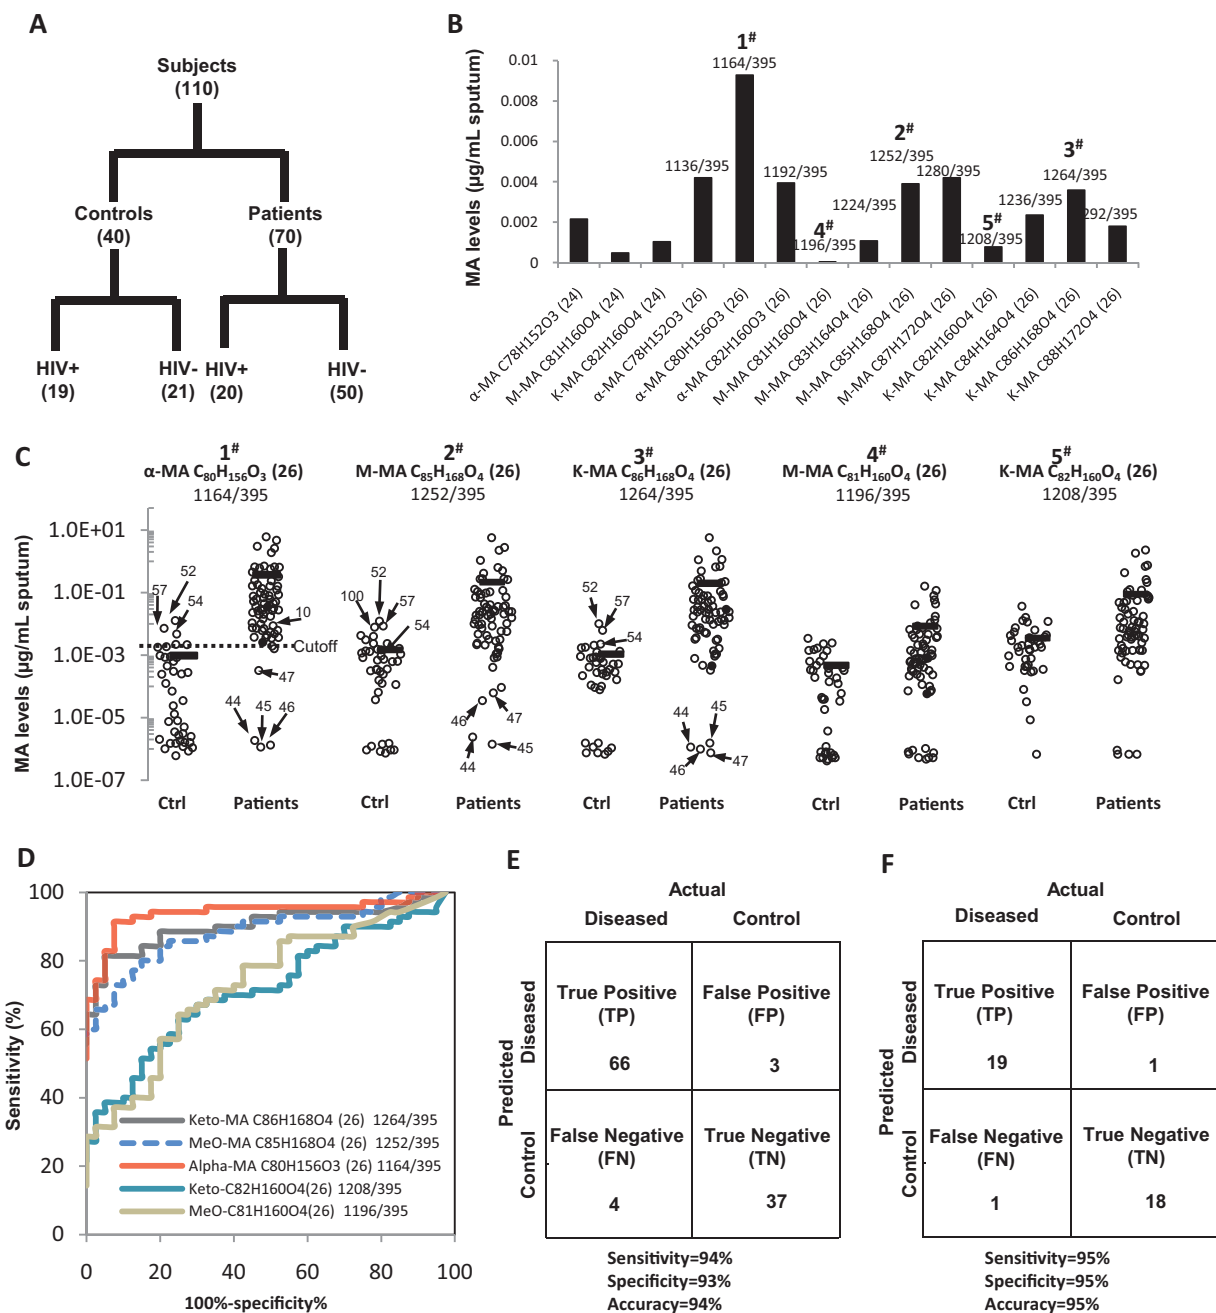 A
Subjects
(110)
Controls
(40)
Patients
(70)
HIV+
(19)
HIV-
(21)
HIV+
(20)
HIV-
(50)
B
MA levels (µg/mL sputum)
0.01
0.008
0.006
0.004
0.002
0
1#
2#
3#
4#
5#
1136/395
1164/395
1192/395
1196/395
1224/395
1252/395
1280/395
1208/395
1236/395
1264/395
292/395
α-MA C78H152O3 (24)
M-MA C81H160O4 (24)
K-MA C82H160O4 (24)
α-MA C78H152O3 (26)
α-MA C80H156O3 (26)
α-MA C82H160O3 (26)
M-MA C81H160O4 (26)
M-MA C83H164O4 (26)
M-MA C85H168O4 (26)
M-MA C87H172O4 (26)
K-MA C82H160O4 (26)
K-MA C84H164O4 (26)
K-MA C86H168O4 (26)
K-MA C88H172O4 (26)
C
1#
α-MA C80H156O3 (26)
1164/395
2#
M-MA C85H168O4 (26)
1252/395
3#
K-MA C86H168O4 (26)
1264/395
4#
M-MA C81H160O4 (26)
1196/395
5#
K-MA C82H160O4 (26)
1208/395
MA levels (µg/mL sputum)
1.0E+01
1.0E-01
1.0E-03
1.0E-05
1.0E-07
57
52
54
10
Cutoff
47
44
45
46
100
52
57
54
46
47
44
45
52
57
54
44
45
46
47
Ctrl
Patients
Ctrl
Patients
Ctrl
Patients
Ctrl
Patients
Ctrl
Patients
D
Sensitivity (%)
100
80
60
40
20
0
Keto-MA C86H168O4 (26) 1264/395
MeO-MA C85H168O4 (26) 1252/395
Alpha-MA C80H156O3 (26) 1164/395
Keto-C82H160O4(26) 1208/395
MeO-C81H160O4(26) 1196/395
0 20 40 60 80 100
100%-specificity%
E
Actual
Diseased Control
Predicted
Diseased
Control
True Positive
(TP)
66
False Positive
(FP)
3
False Negative
(FN)
4
True Negative
(TN)
37
Sensitivity=94%
Specificity=93%
Accuracy=94%
F
Actual
Diseased Control
Predicted
Diseased
Control
True Positive
(TP)
19
False Positive
(FP)
1
False Negative
(FN)
1
True Negative
(TN)
18
Sensitivity=95%
Specificity=95%
Accuracy=95%